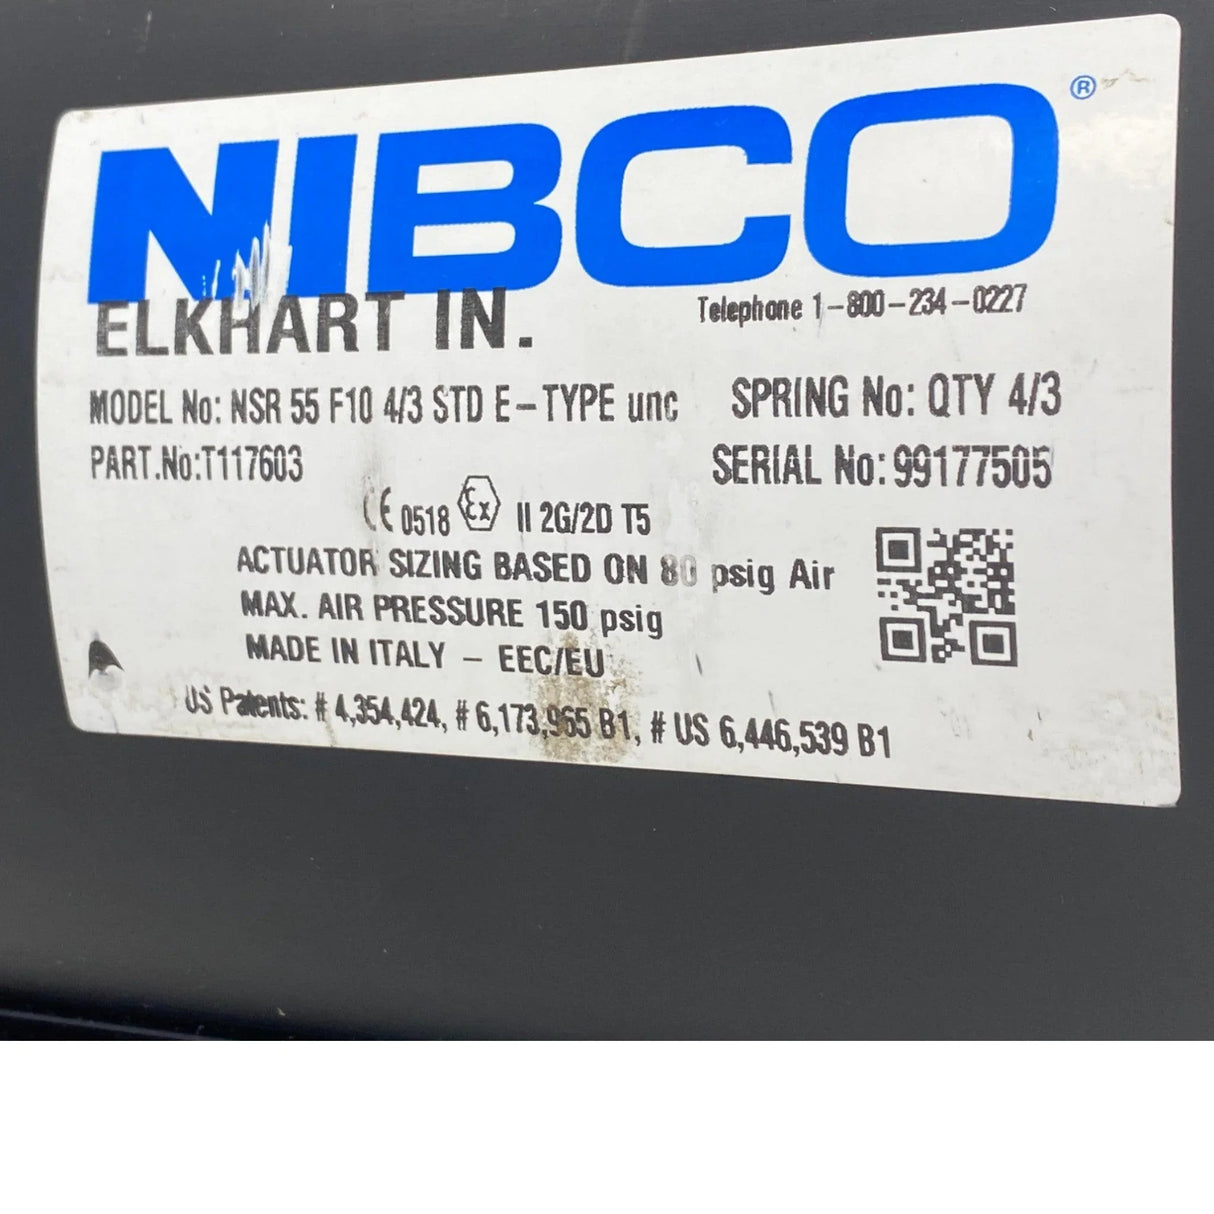 NIBCO®
ELKHART IN.
Telephone 1-800-234-0227
MODEL No: NSR 55 F10 4/3 STD E-TYPE unc SPRING No: QTY 4/3
PART.No:T117603 SERIAL No: 99177505
CE 0518 Ex II 2G/2D T5
ACTUATOR SIZING BASED ON 80 psig Air
MAX. AIR PRESSURE 150 psig
MADE IN ITALY - EEC/EU
US Patents: # 4,354,424, # 6,173,965 B1, # US 6,446,539 B1